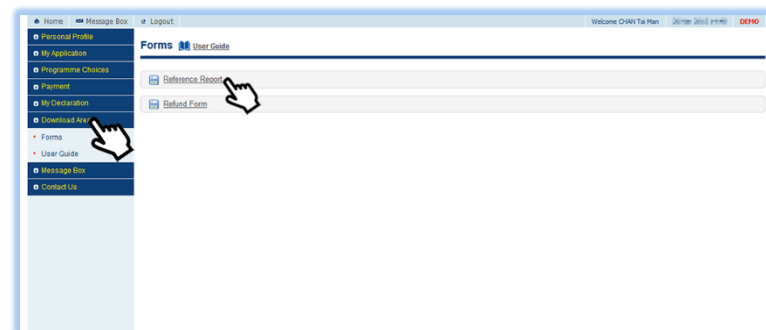 Home Message Box Logout Welcome CHAN Tai Man DEMO
Personal Profile
My Application
Programme Choices
Payment
My Declaration
Download Area
Forms
User Guide
Message Box
Contact Us
Forms User Guide
Reference Report
Refund Form